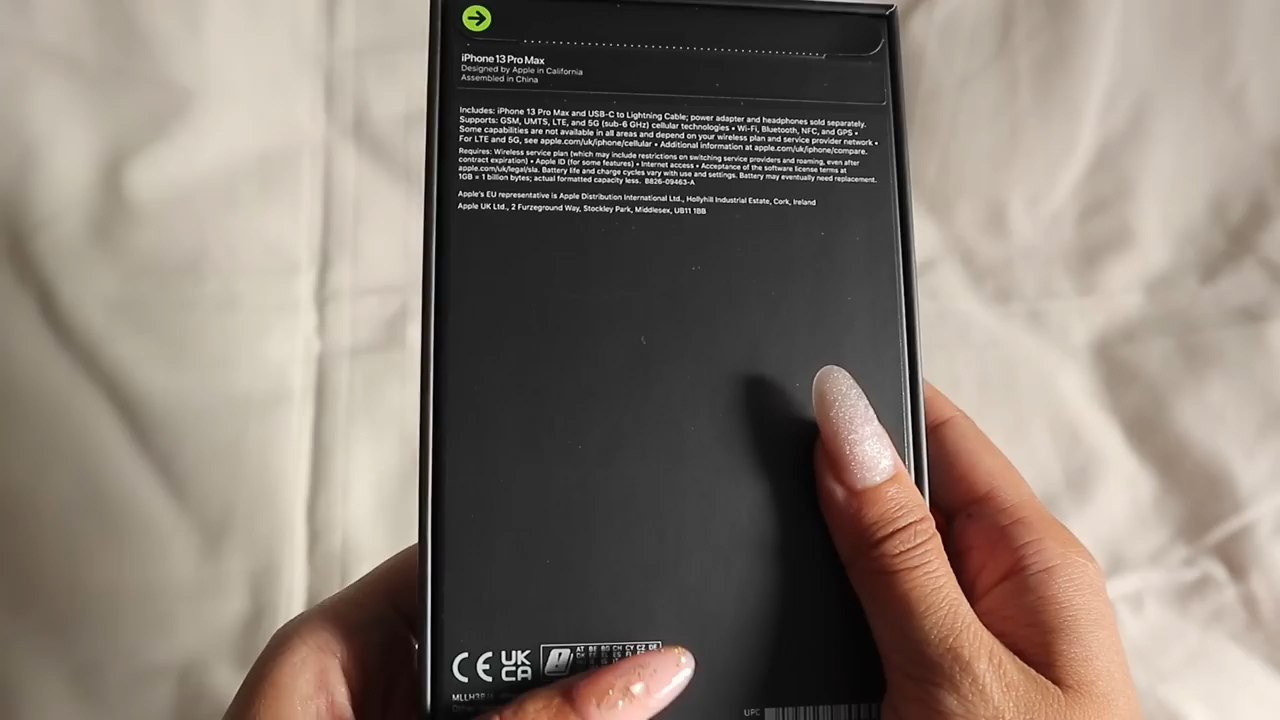 iPhone 13 Pro Max
Designed by Apple in California
Assembled in China
Includes: iPhone 13 Pro Max and USB-C to Lightning Cable; power adapter and headphones sold separately.
Supports: GSM, UMTS, LTE, and 5G (sub-6 GHz) cellular technologies • Wi-Fi, Bluetooth, NFC, and GPS •
Some capabilities are not available in all areas and depend on your wireless plan and service provider network •
For LTE and 5G, see apple.com/uk/iphone/cellular • Additional information at apple.com/uk/iphone/compare.
Requires: Wireless service plan (which may include restrictions on switching service providers and roaming, even after
contract expiration) • Apple ID (for some features) • Internet access • Acceptance of the software license terms at
apple.com/uk/legal/sla. Battery life and charge cycles vary with use and settings. Battery may eventually need replacement.
1GB = 1 billion bytes; actual formatted capacity less. B826-09463-A
Apple's EU representative is Apple Distribution International Ltd., Hollyhill Industrial Estate, Cork, Ireland
Apple UK Ltd., 2 Furzeground Way, Stockley Park, Middlesex, UB11 1BB
CE UK CA
AT BE BG CH CY CZ DE
UPC